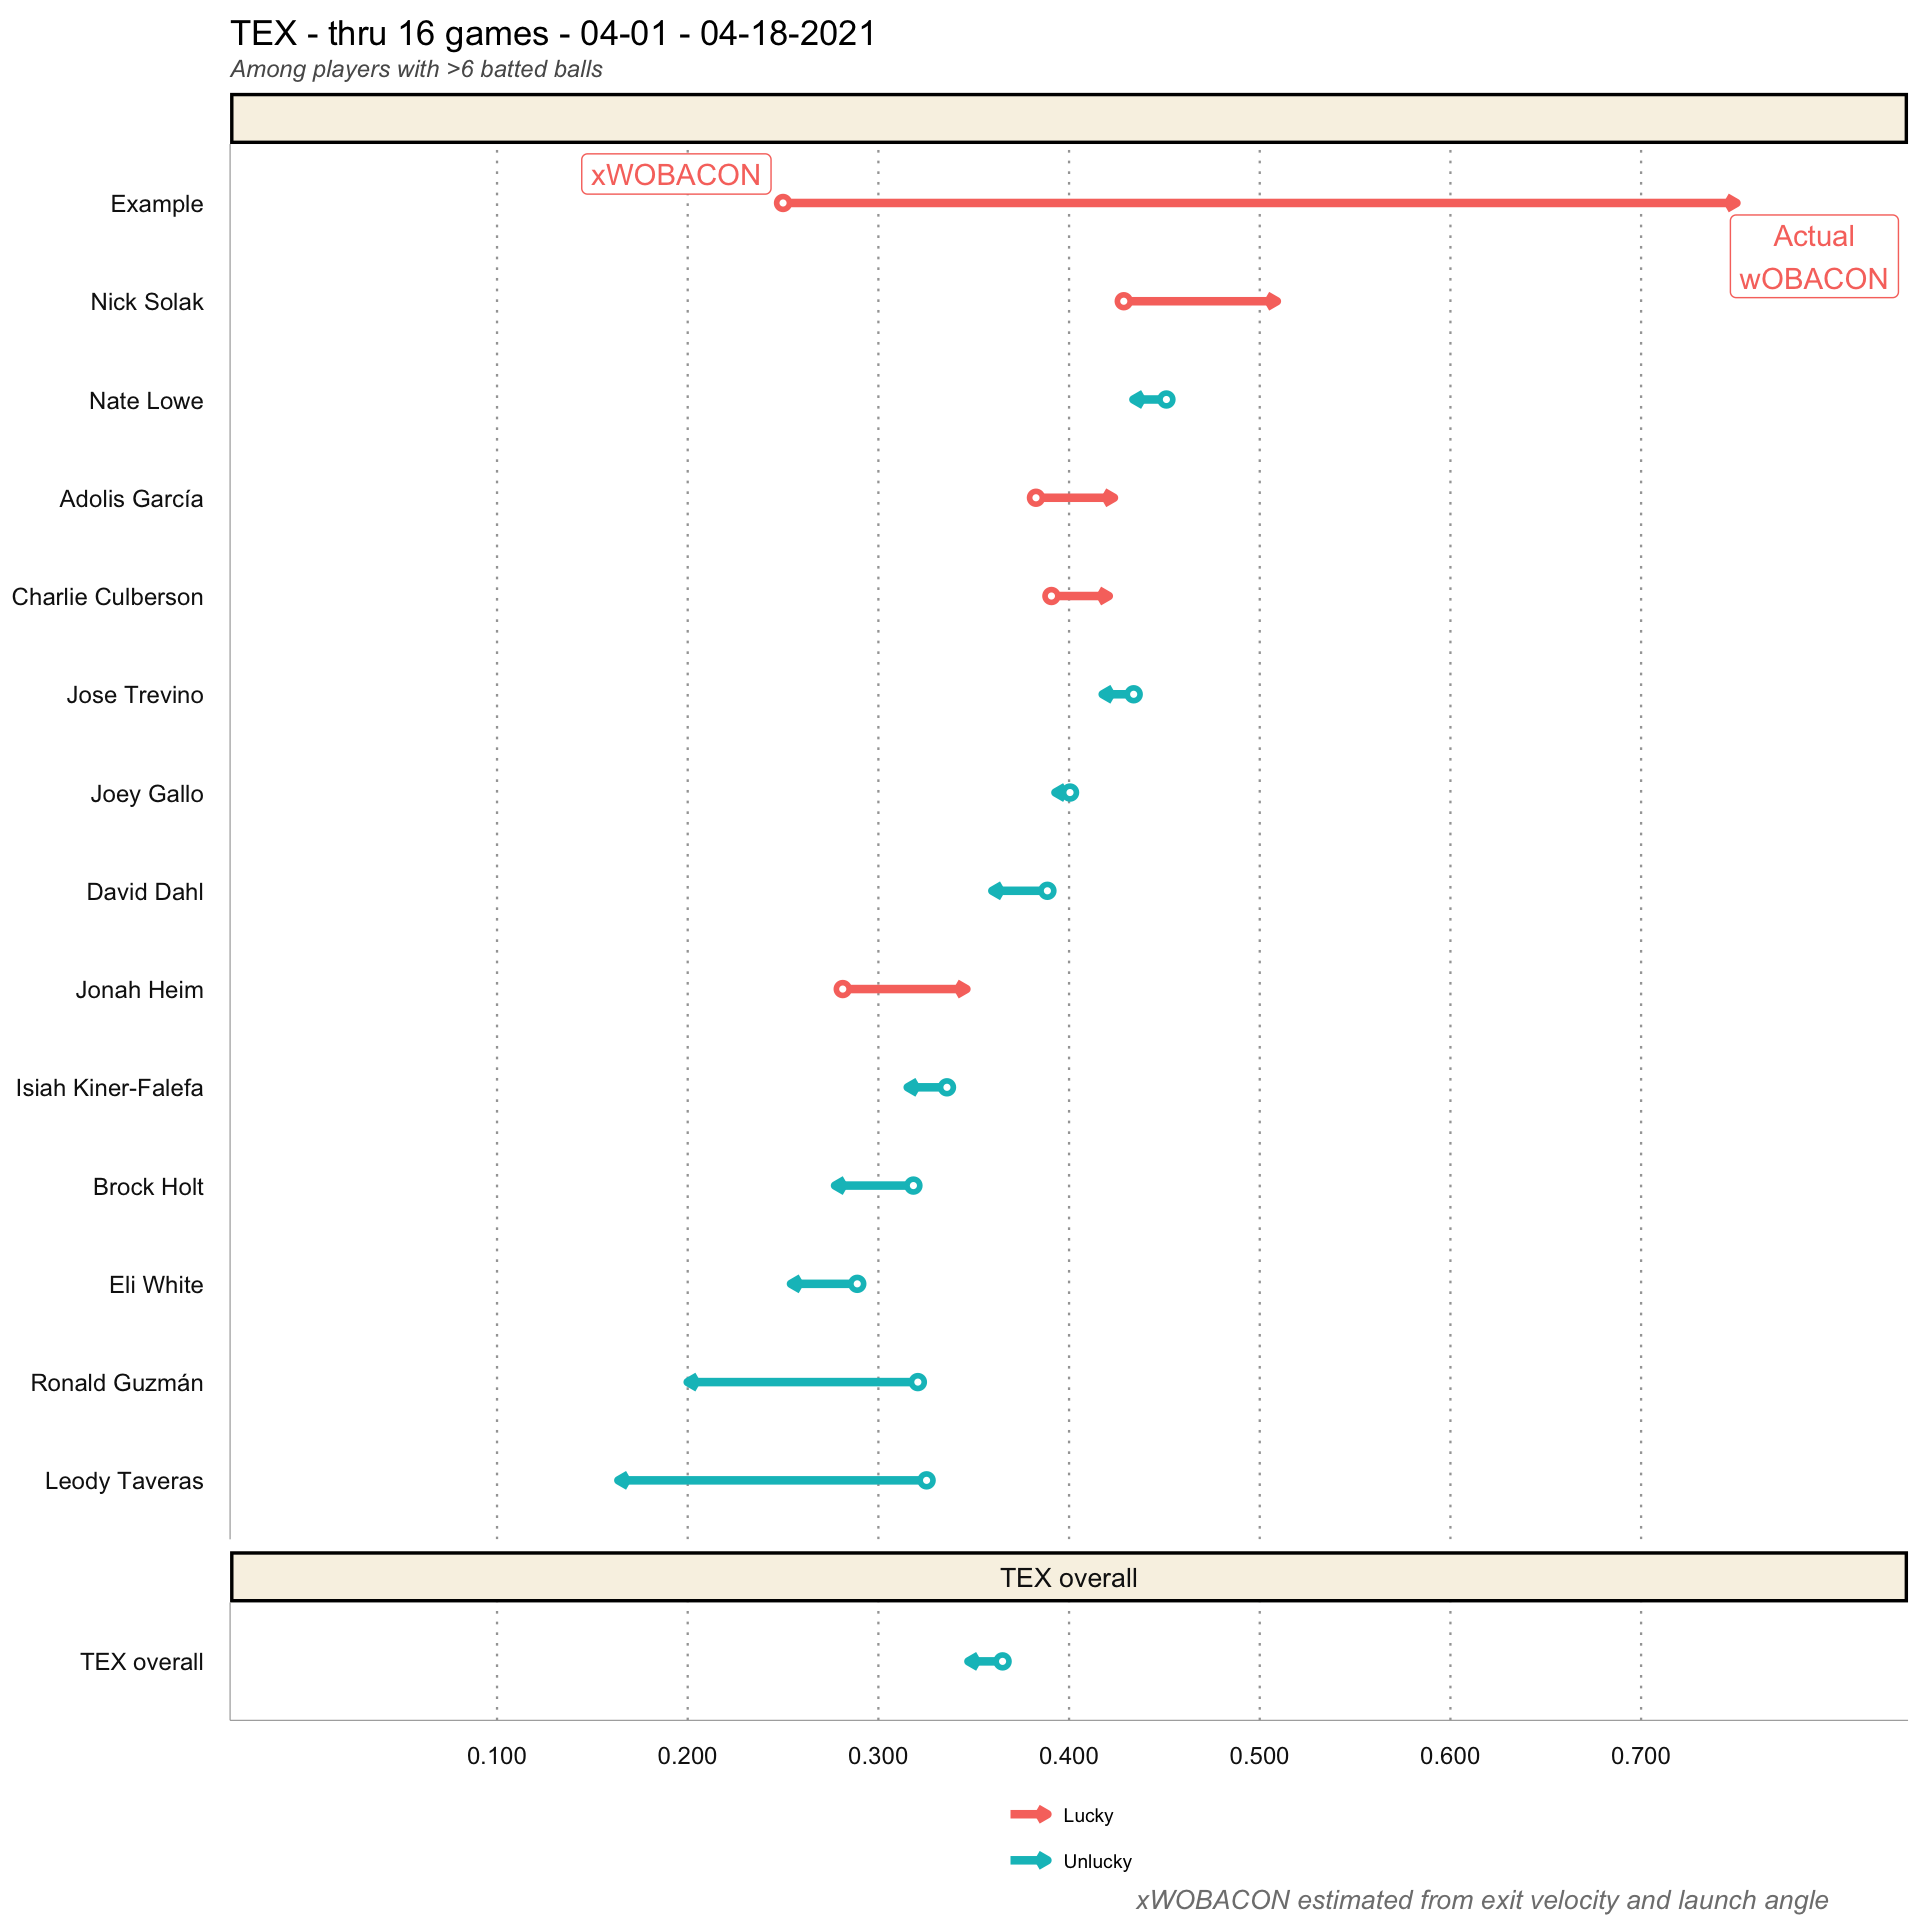 TEX - thru 16 games - 04-01 - 04-18-2021
Among players with >6 batted balls
xWOBACON
Example
Actual
wOBACON
Nick Solak
Nate Lowe
Adolis García
Charlie Culberson
Jose Trevino
Joey Gallo
David Dahl
Jonah Heim
Isiah Kiner-Falefa
Brock Holt
Eli White
Ronald Guzmán
Leody Taveras
TEX overall
TEX overall
0.100 0.200 0.300 0.400 0.500 0.600 0.700
Lucky
Unlucky
xWOBACON estimated from exit velocity and launch angle